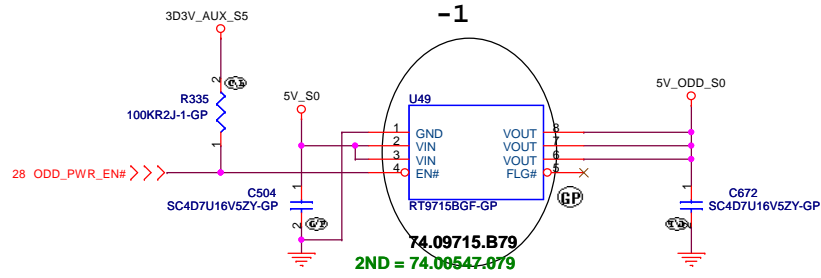 -1
3D3V_AUX_S5
5V_S0
5V_ODD_S0
2
R335
100KR2J-1-GP
1
U49
1 GND VOUT 8
2 VIN VOUT 7
3 VIN VOUT 6
4 EN# FLG# 5
28 ODD_PWR_EN#
C504
SC4D7U16V5ZY-GP
1
2
RT9715BGF-GP
GP
C672
SC4D7U16V5ZY-GP
1
2
74.09715.B79
2ND = 74.00547.079